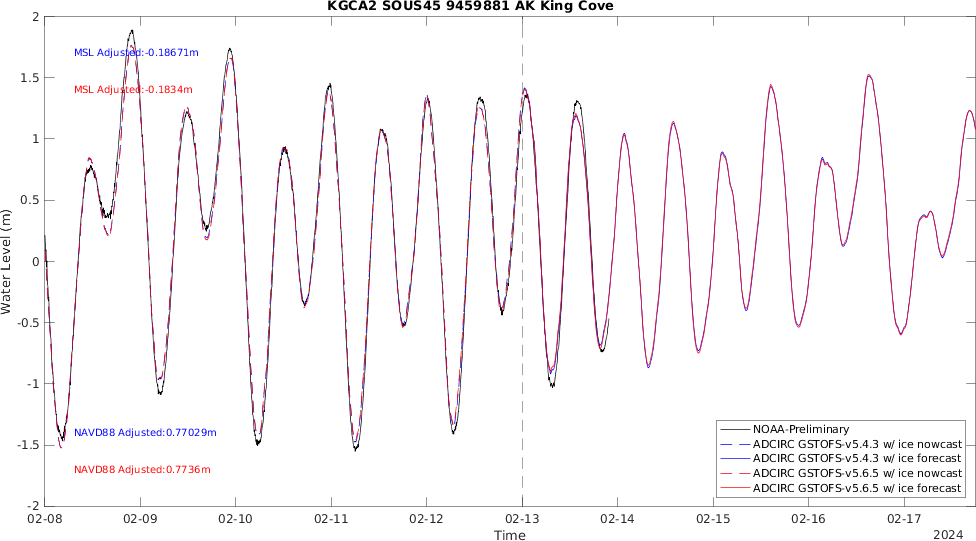 KGCA2 SOUS45 9459881 AK King Cove
2
1.5
1
0.5
0
-0.5
-1
-1.5
-2
Water Level (m)
MSL Adjusted:-0.18671m
MSL Adjusted:-0.1834m
NAVD88 Adjusted:0.77029m
NAVD88 Adjusted:0.7736m
NOAA-Preliminary
ADCIRC GSTOFS-v5.4.3 w/ ice nowcast
ADCIRC GSTOFS-v5.4.3 w/ ice forecast
ADCIRC GSTOFS-v5.6.5 w/ ice nowcast
ADCIRC GSTOFS-v5.6.5 w/ ice forecast
02-08 02-09 02-10 02-11 02-12 02-13 02-14 02-15 02-16 02-17
Time
2024